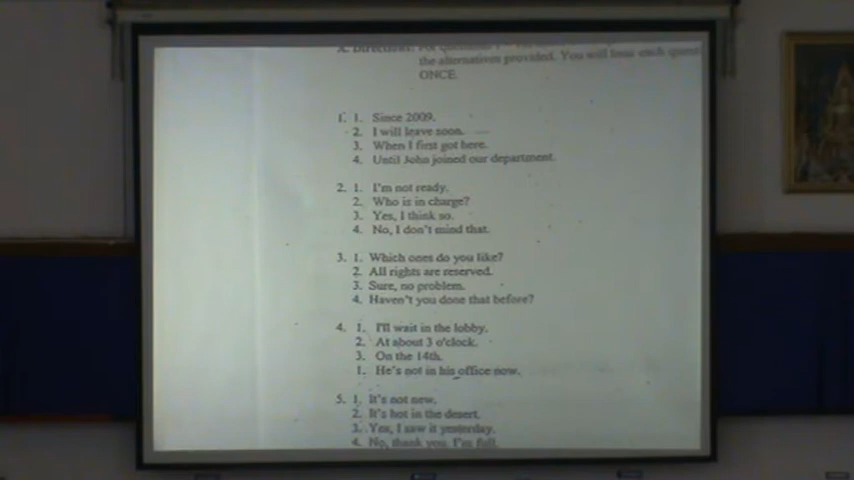 A. Directions: For questions
the alternatives provided. You will hear each quest
ONCE.
1. 1. Since 2009.
2. I will leave soon.
3. When I first got here.
4. Until John joined our department.
2. 1. I'm not ready.
2. Who is in charge?
3. Yes, I think so.
4. No, I don't mind that.
3. 1. Which ones do you like?
2. All rights are reserved.
3. Sure, no problem.
4. Haven't you done that before?
4. 1. I'll wait in the lobby.
2. At about 3 o'clock.
3. On the 14th.
1. He's not in his office now.
5. 1. It's not new.
2. It's hot in the desert.
3. Yes, I saw it yesterday.
4. No, thank you. I'm full.